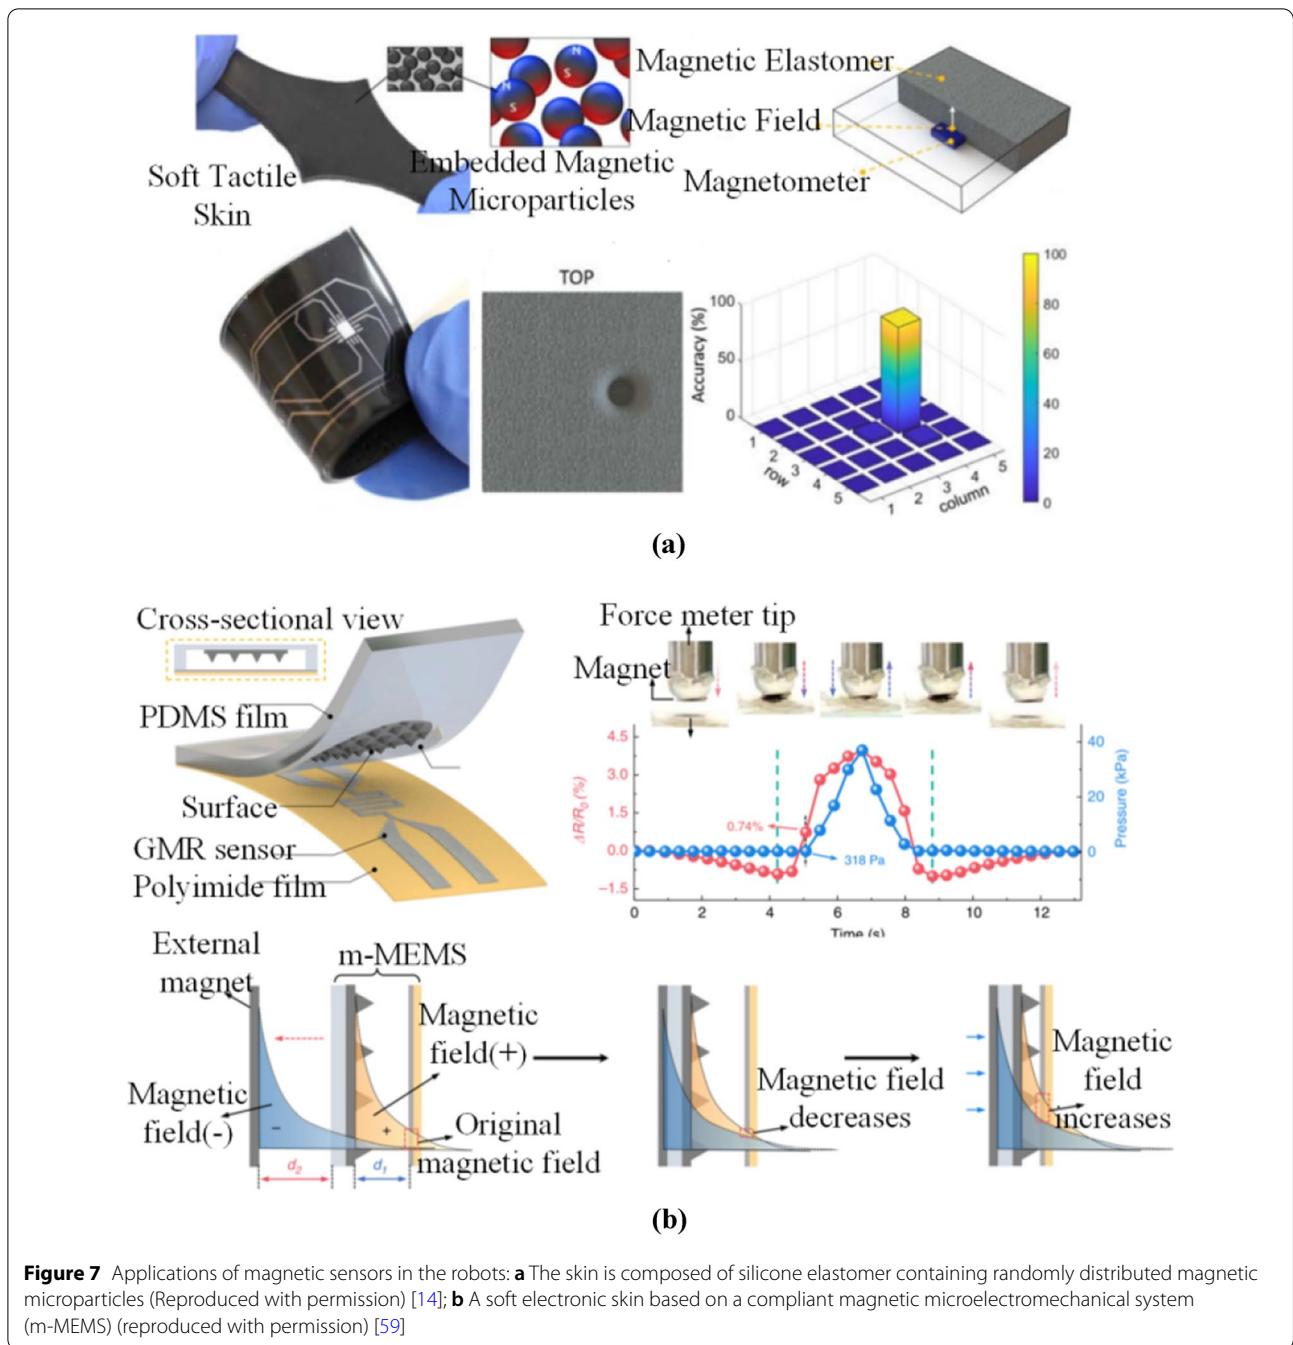 Magnetic Elastomer
Magnetic Field
Magnetometer
N
S
N
S
Embedded Magnetic
Microparticles
Soft Tactile
Skin
TOP
100
50
0
Accuracy (%)
1
2
3
4
5
row
1
2
3
4
5
column
100
80
60
40
20
0
(a)
Cross-sectional view
PDMS film
Surface
GMR sensor
Polyimide film
Force meter tip
Magnet
4.5
3.0
1.5
0.0
−1.5
ΔR/R0 (%)
0.74%
318 Pa
40
20
0
Pressure (kPa)
0 2 4 6 8 10 12
Time (s)
External
magnet
m-MEMS
Magnetic
field(+)
Magnetic
field(-)
−
+
Original
magnetic field
d2
d1
Magnetic field
decreases
Magnetic
field
increases
(b)
Figure 7 Applications of magnetic sensors in the robots: a The skin is composed of silicone elastomer containing randomly distributed magnetic
microparticles (Reproduced with permission) [14]; b A soft electronic skin based on a compliant magnetic microelectromechanical system
(m-MEMS) (reproduced with permission) [59]